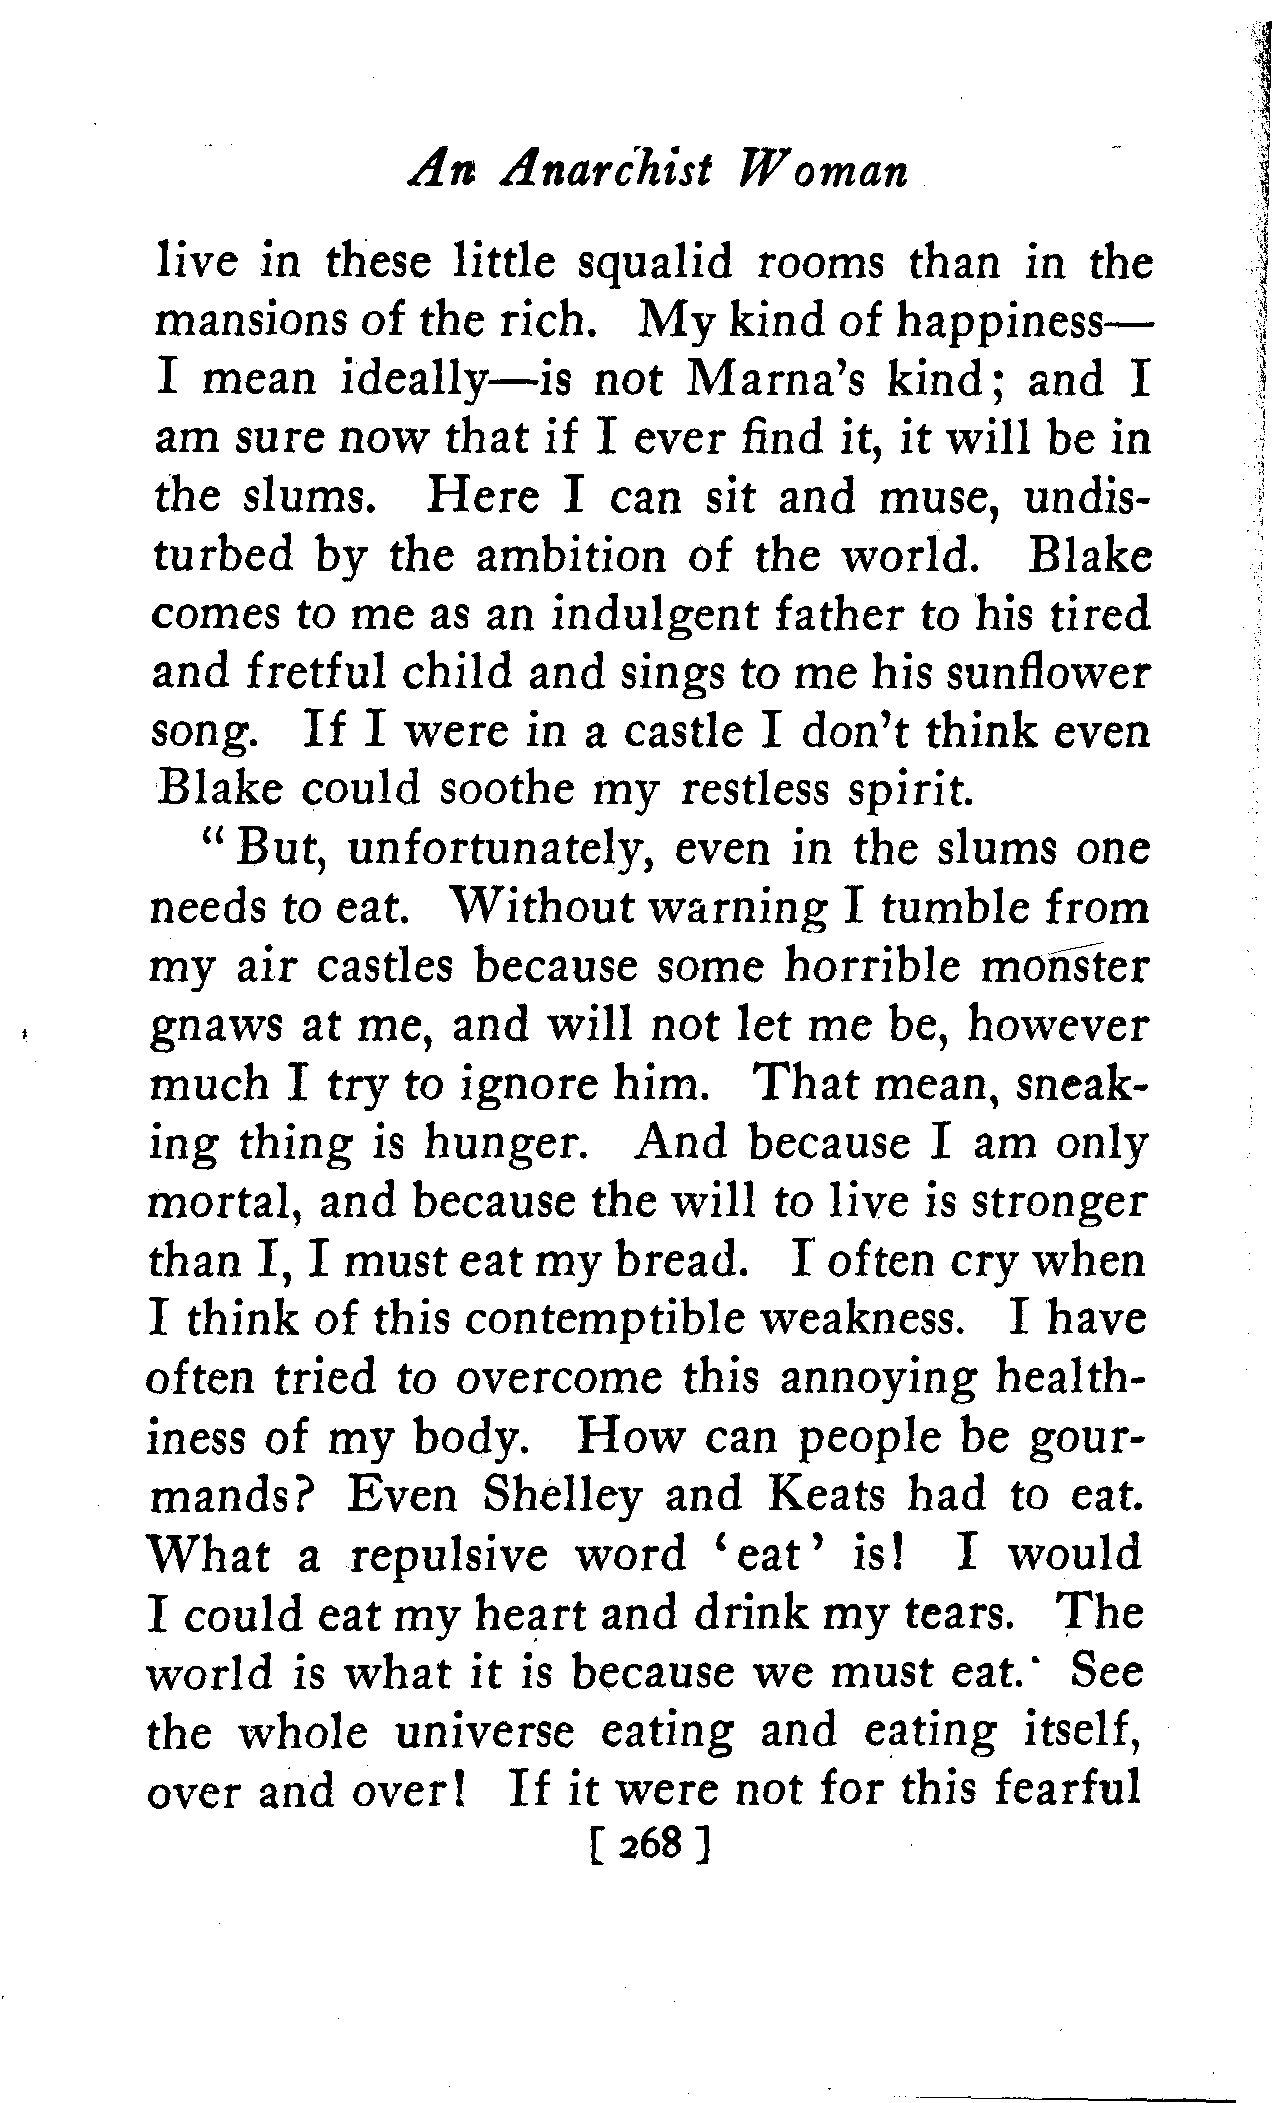 An Anarchist Woman
live in these little squalid rooms than in the
mansions of the rich. My kind of happiness—
I mean ideally—is not Marna's kind; and I
am sure now that if I ever find it, it will be in
the slums. Here I can sit and muse, undis-
turbed by the ambition of the world. Blake
comes to me as an indulgent father to his tired
and fretful child and sings to me his sunflower
song. If I were in a castle I don't think even
Blake could soothe my restless spirit.
"But, unfortunately, even in the slums one
needs to eat. Without warning I tumble from
my air castles because some horrible monster
gnaws at me, and will not let me be, however
much I try to ignore him. That mean, sneak-
ing thing is hunger. And because I am only
mortal, and because the will to live is stronger
than I, I must eat my bread. I often cry when
I think of this contemptible weakness. I have
often tried to overcome this annoying health-
iness of my body. How can people be gour-
mands? Even Shelley and Keats had to eat.
What a repulsive word 'eat' is! I would
I could eat my heart and drink my tears. The
world is what it is because we must eat. See
the whole universe eating and eating itself,
over and over! If it were not for this fearful
[ 268 ]